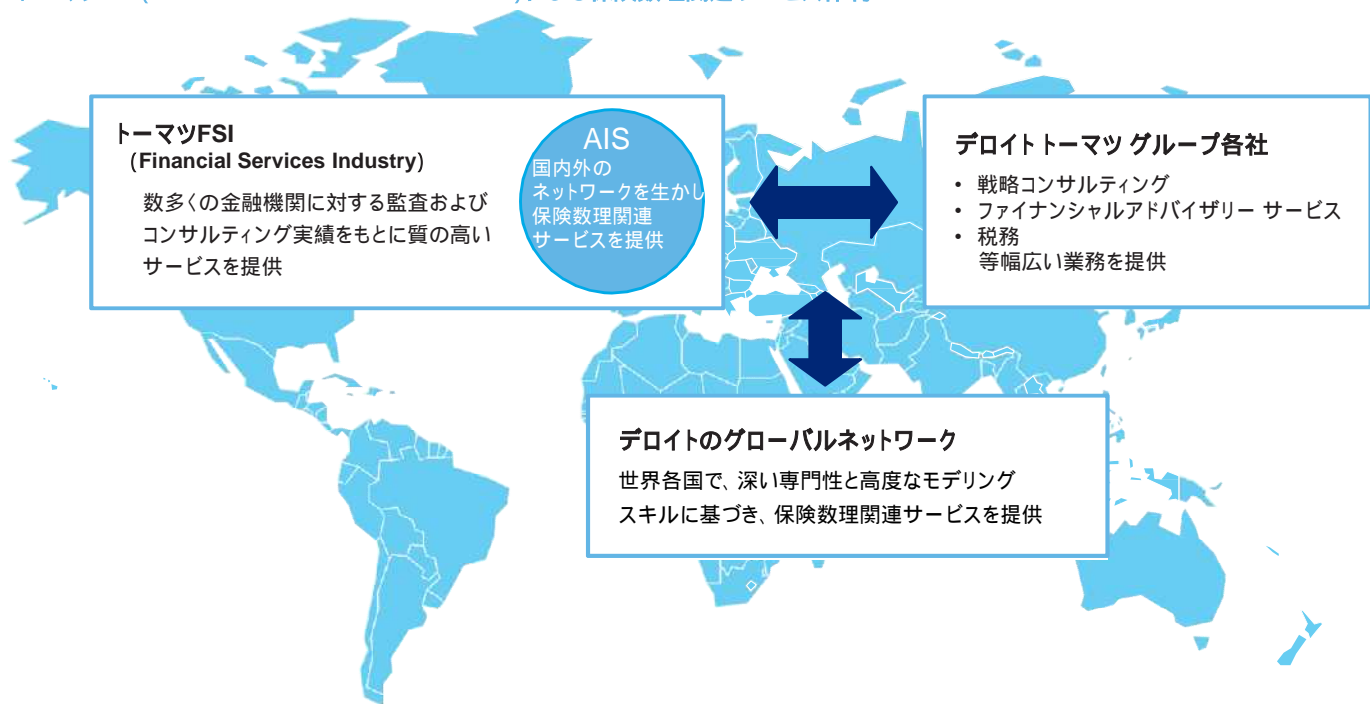 トーマツFSI
(Financial Services Industry)
数多くの金融機関に対する監査および
コンサルティング実績をもとに質の高い
サービスを提供
AIS
国内外の
ネットワークを生かし
保険数理関連
サービスを提供
デロイト トーマツ グループ各社
• 戦略コンサルティング
• ファイナンシャルアドバイザリー サービス
• 税務
等幅広い業務を提供
デロイトのグローバルネットワーク
世界各国で、深い専門性と高度なモデリング
スキルに基づき、保険数理関連サービスを提供